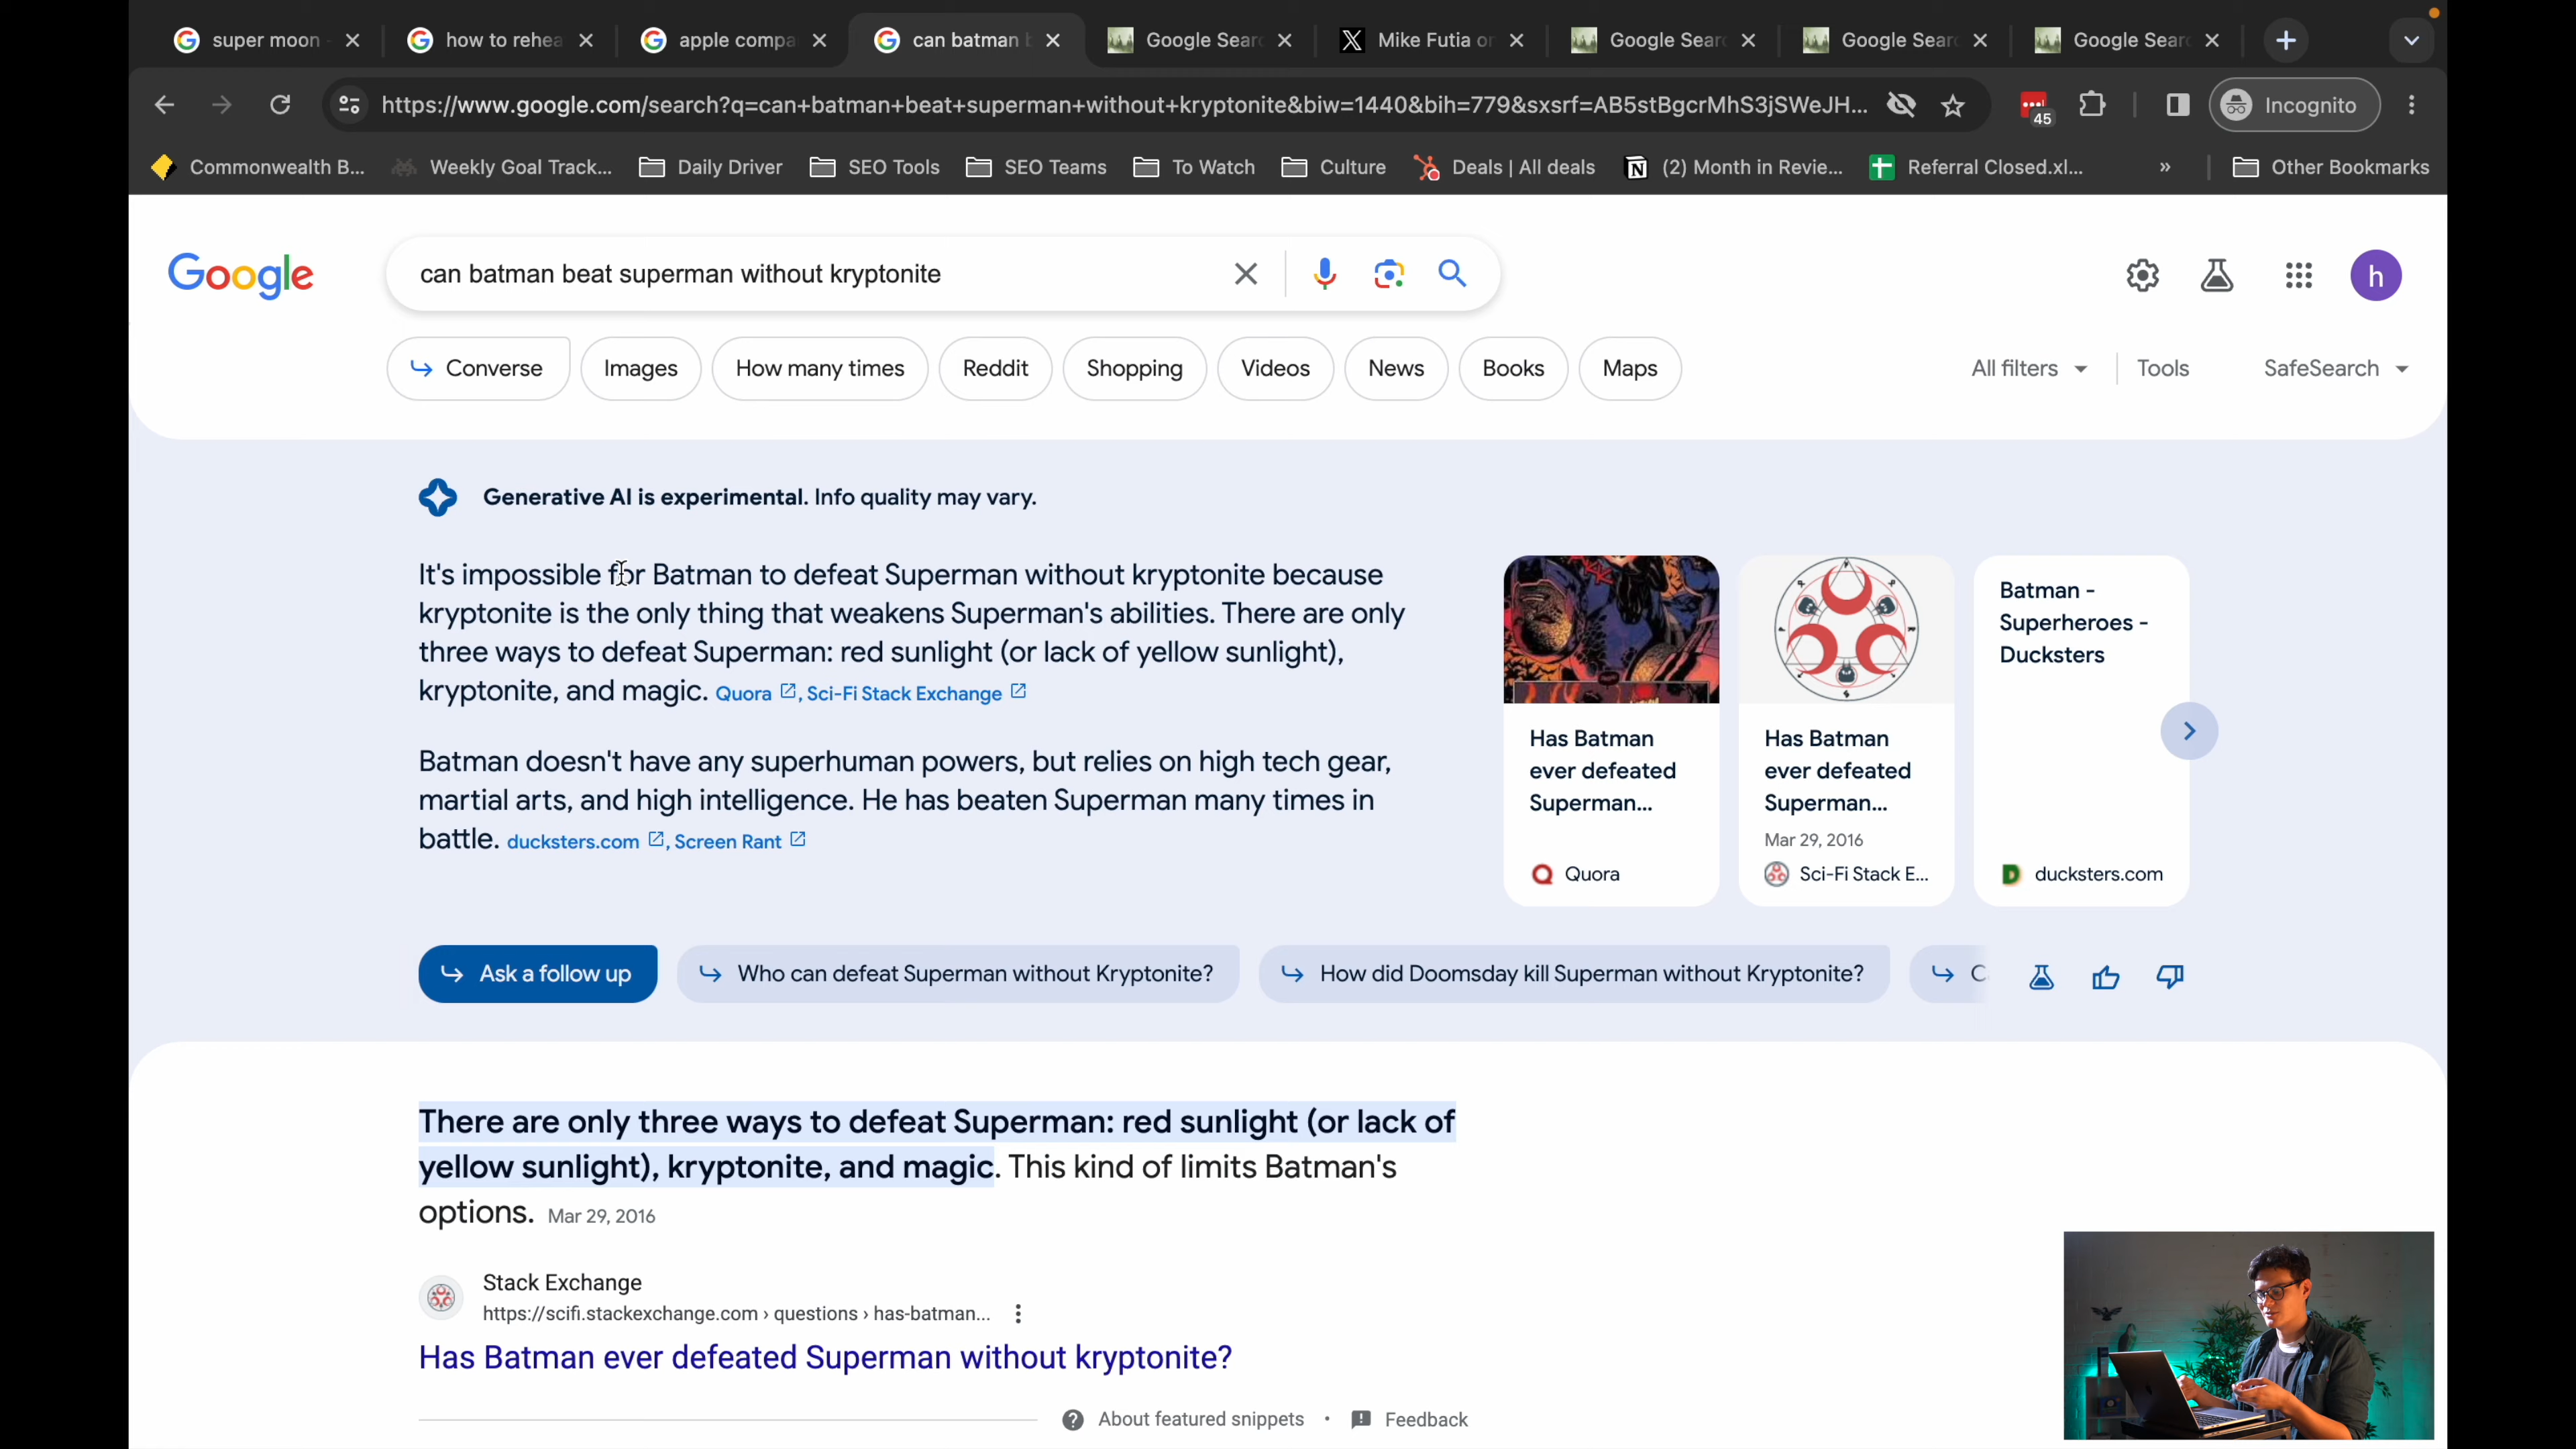 super moon
how to rehea
apple compa
can batman b
Google Sear
Mike Futia on
Google Sear
Google Sear
Google Sear
https://www.google.com/search?q=can+batman+beat+superman+without+kryptonite&biw=1440&bih=779&sxsrf=AB5stBgcrMhS3jSWeJH...
45
Incognito
Commonwealth B...
Weekly Goal Track...
Daily Driver
SEO Tools
SEO Teams
To Watch
Culture
Deals | All deals
(2) Month in Revie...
Referral Closed.xl...
»
Other Bookmarks
Google
can batman beat superman without kryptonite
h
Converse
Images
How many times
Reddit
Shopping
Videos
News
Books
Maps
All filters
Tools
SafeSearch
Generative AI is experimental. Info quality may vary.
It's impossible for Batman to defeat Superman without kryptonite because
kryptonite is the only thing that weakens Superman's abilities. There are only
three ways to defeat Superman: red sunlight (or lack of yellow sunlight),
kryptonite, and magic. Quora, Sci-Fi Stack Exchange
Batman doesn't have any superhuman powers, but relies on high tech gear,
martial arts, and high intelligence. He has beaten Superman many times in
battle. ducksters.com, Screen Rant
Has Batman
ever defeated
Superman...
Quora
Has Batman
ever defeated
Superman...
Mar 29, 2016
Sci-Fi Stack E...
Batman -
Superheroes -
Ducksters
ducksters.com
Ask a follow up
Who can defeat Superman without Kryptonite?
How did Doomsday kill Superman without Kryptonite?
C
There are only three ways to defeat Superman: red sunlight (or lack of
yellow sunlight), kryptonite, and magic. This kind of limits Batman's
options. Mar 29, 2016
Stack Exchange
https://scifi.stackexchange.com › questions › has-batman...
Has Batman ever defeated Superman without kryptonite?
About featured snippets • Feedback